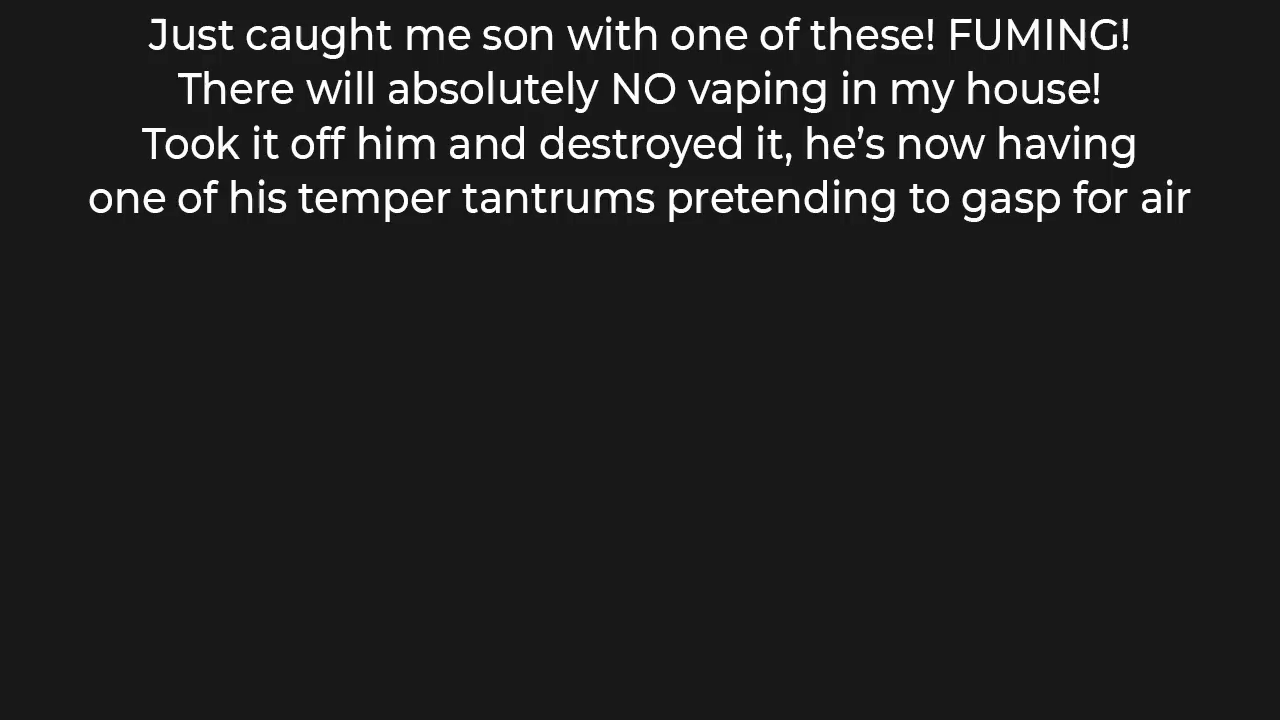 Just caught me son with one of these! FUMING!
There will absolutely NO vaping in my house!
Took it off him and destroyed it, he’s now having
one of his temper tantrums pretending to gasp for air